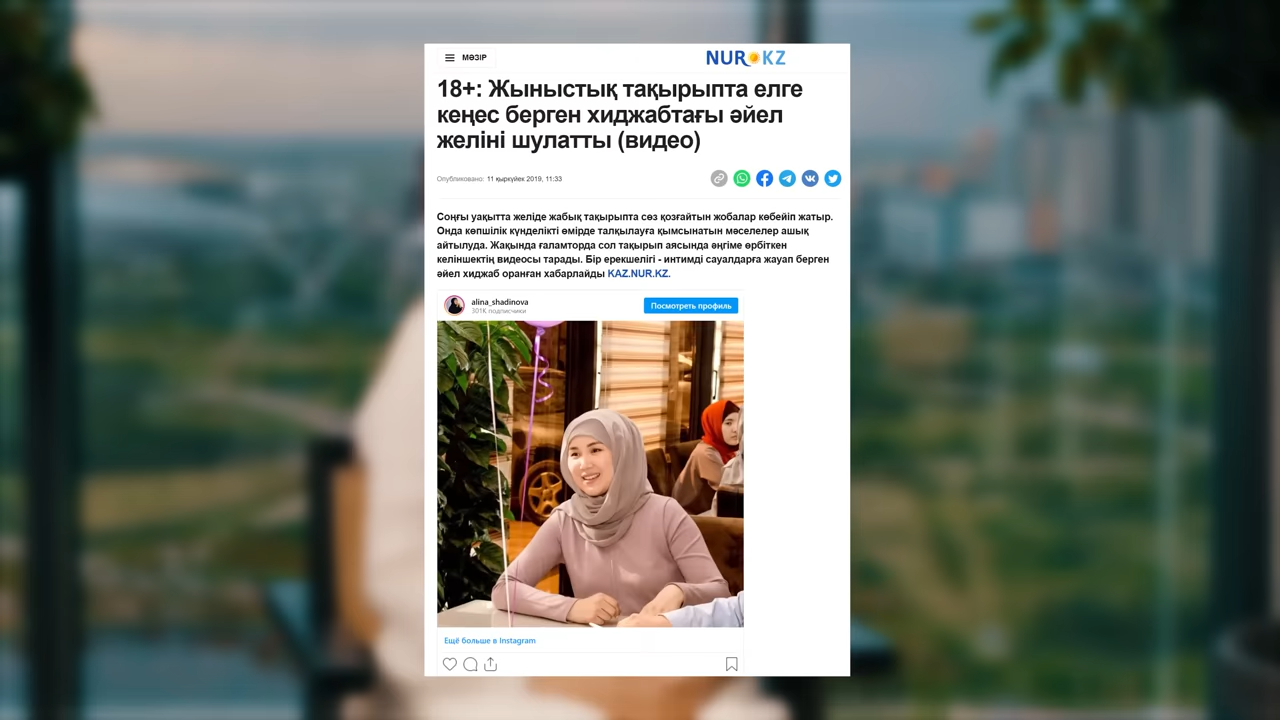 МӘЗІР
NUR KZ
18+: Жыныстық тақырыпта елге
кеңес берген хиджабтағы әйел
желіні шулатты (видео)
Опубликовано: 11 қыркүйек 2019, 11:33
Соңғы уақытта желіде жабық тақырыпта сөз қозғайтын жобалар көбейіп жатыр.
Онда көпшілік күнделікті өмірде талқылауға қымсынатын мәселелер ашық
айтылуда. Жақында ғаламторда сол тақырып аясында әңгіме өрбіткен
келіншектің видеосы тарады. Бір ерекшелігі - интимді сауалдарға жауап берген
әйел хиджаб оранған хабарлайды KAZ.NUR.KZ.
alina_shadinova
301K подписчики
Посмотреть профиль
Ещё больше в Instagram